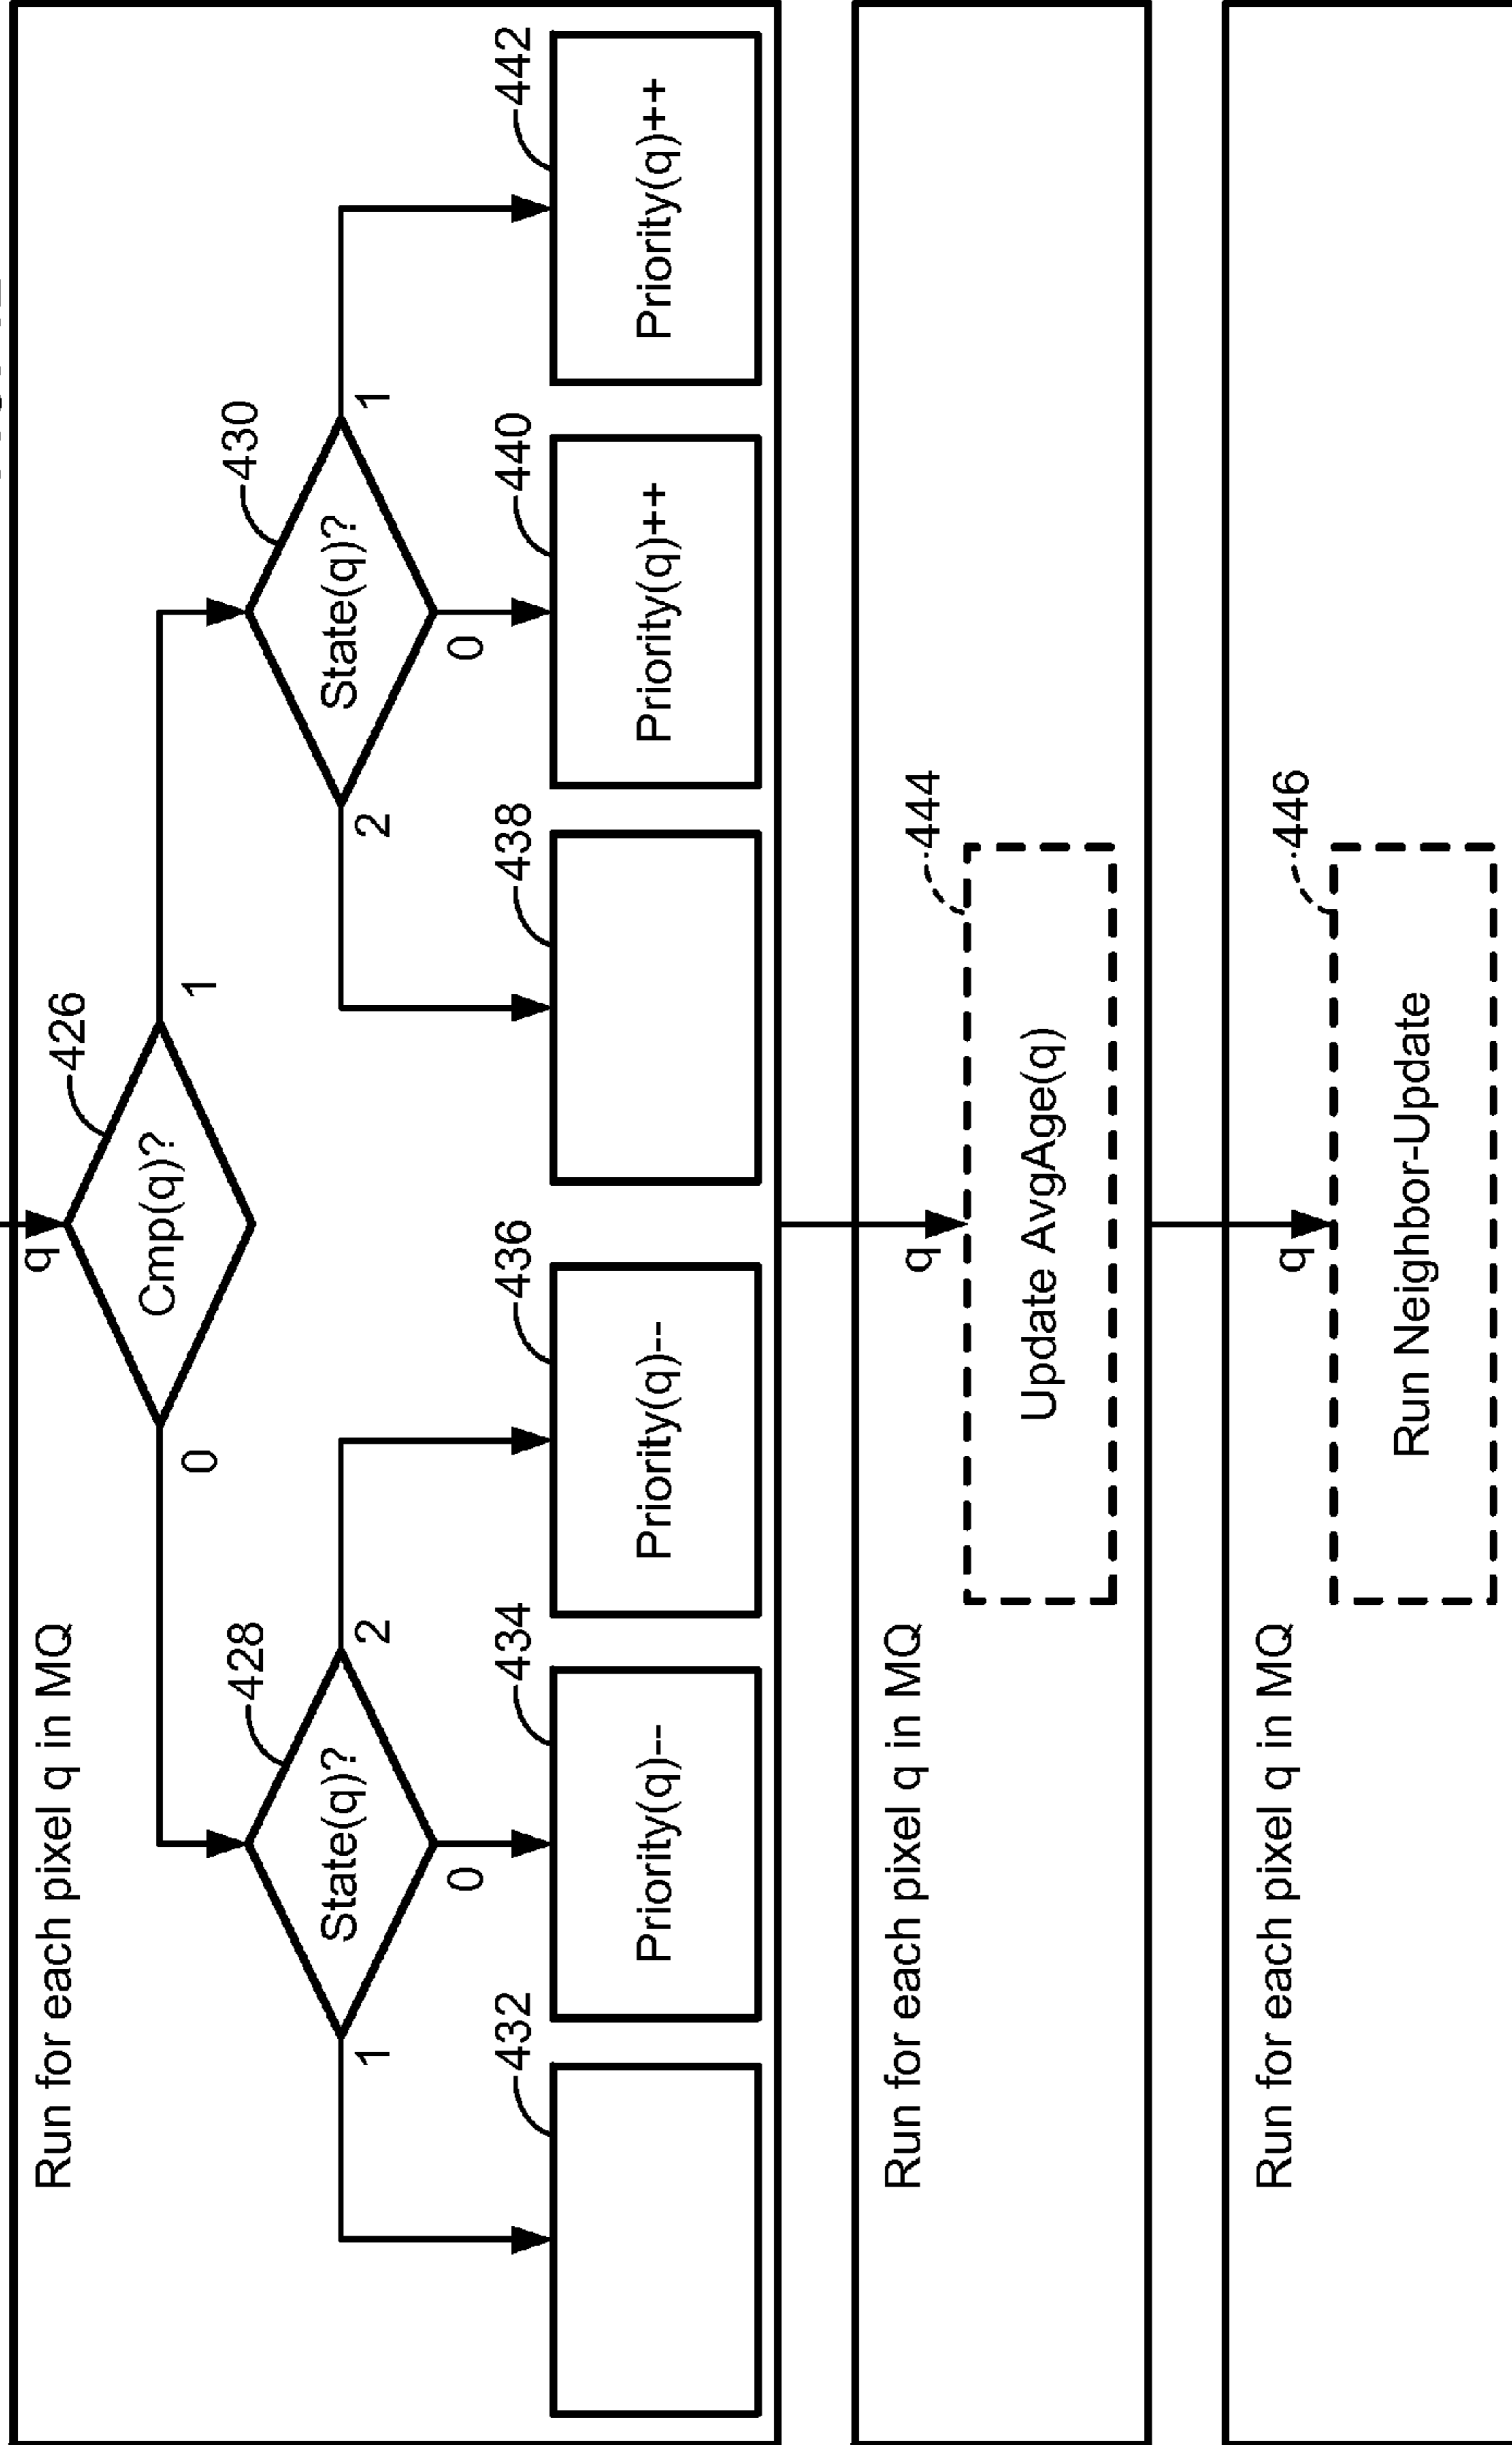 Run for each pixel q in MQ
q
426
Cmp(q)?
0
1
428
430
State(q)?
State(q)?
1
0
2
2
0
1
432
434
436
438
440
442
Priority(q)--
Priority(q)--
Priority(q)++
Priority(q)++
Run for each pixel q in MQ
q
444
Update AvgAge(q)
Run for each pixel q in MQ
q
446
Run Neighbor-Update